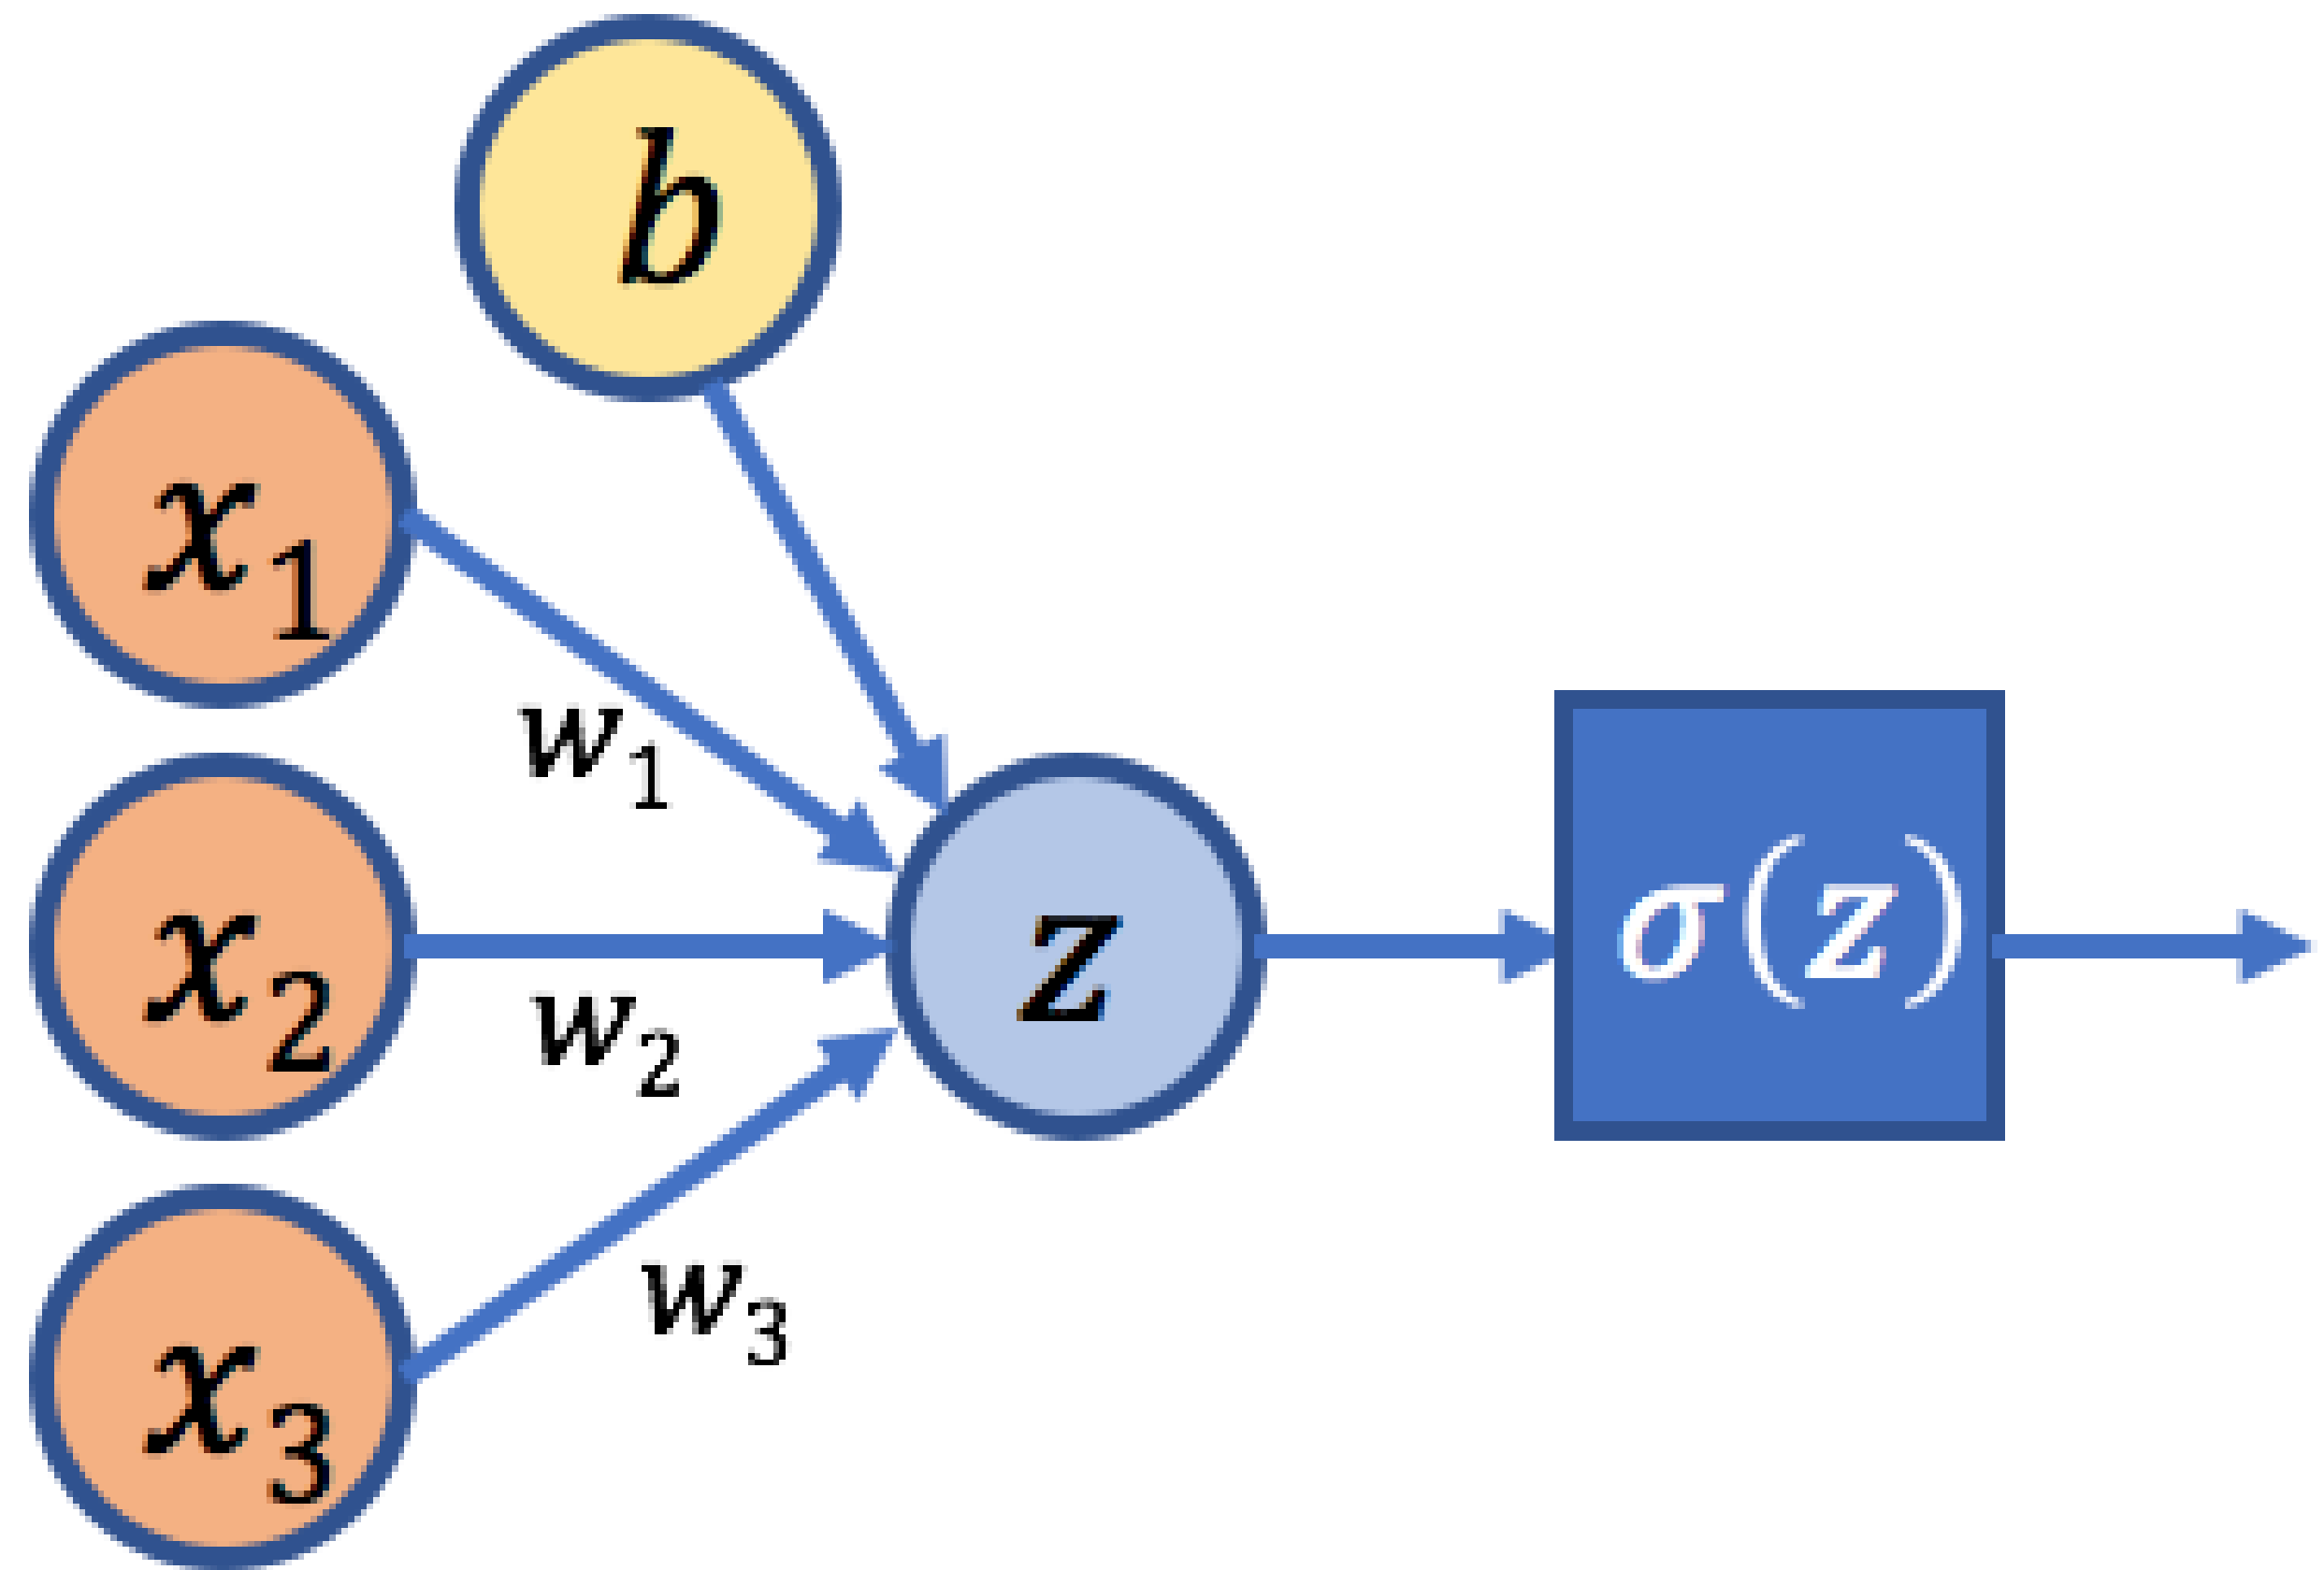 b
x₁
w₁
x₂
w₂
z
σ(z)
x₃
w₃